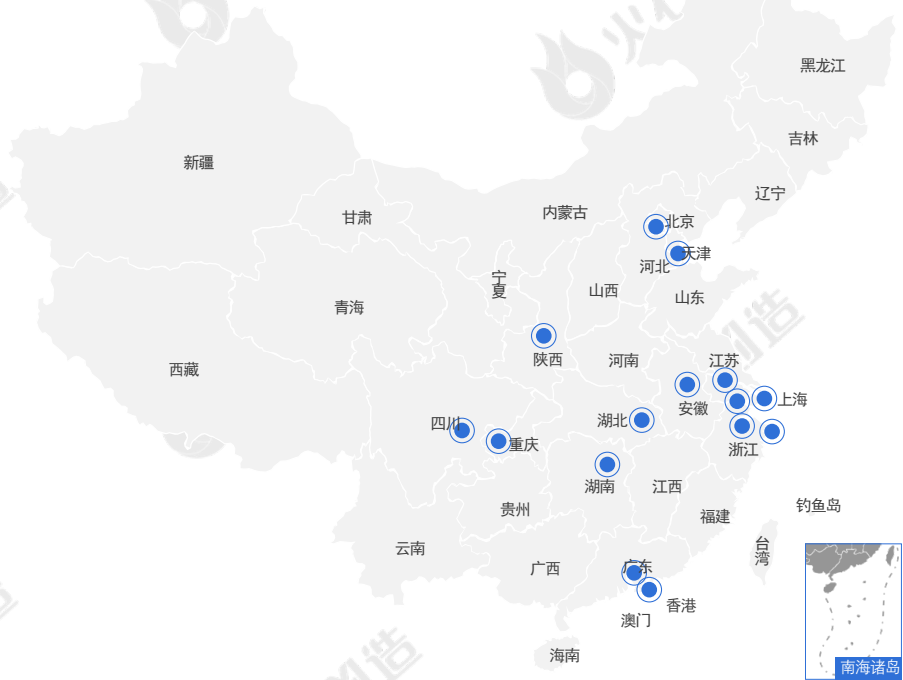 黑龙江
吉林
新疆
辽宁
内蒙古
甘肃
北京
天津
河北
宁夏
山西
山东
青海
陕西
河南
江苏
西藏
上海
安徽
湖北
四川
重庆
浙江
湖南
江西
钓鱼岛
贵州
福建
云南
台湾
广西
广东
香港
澳门
海南
南海诸岛